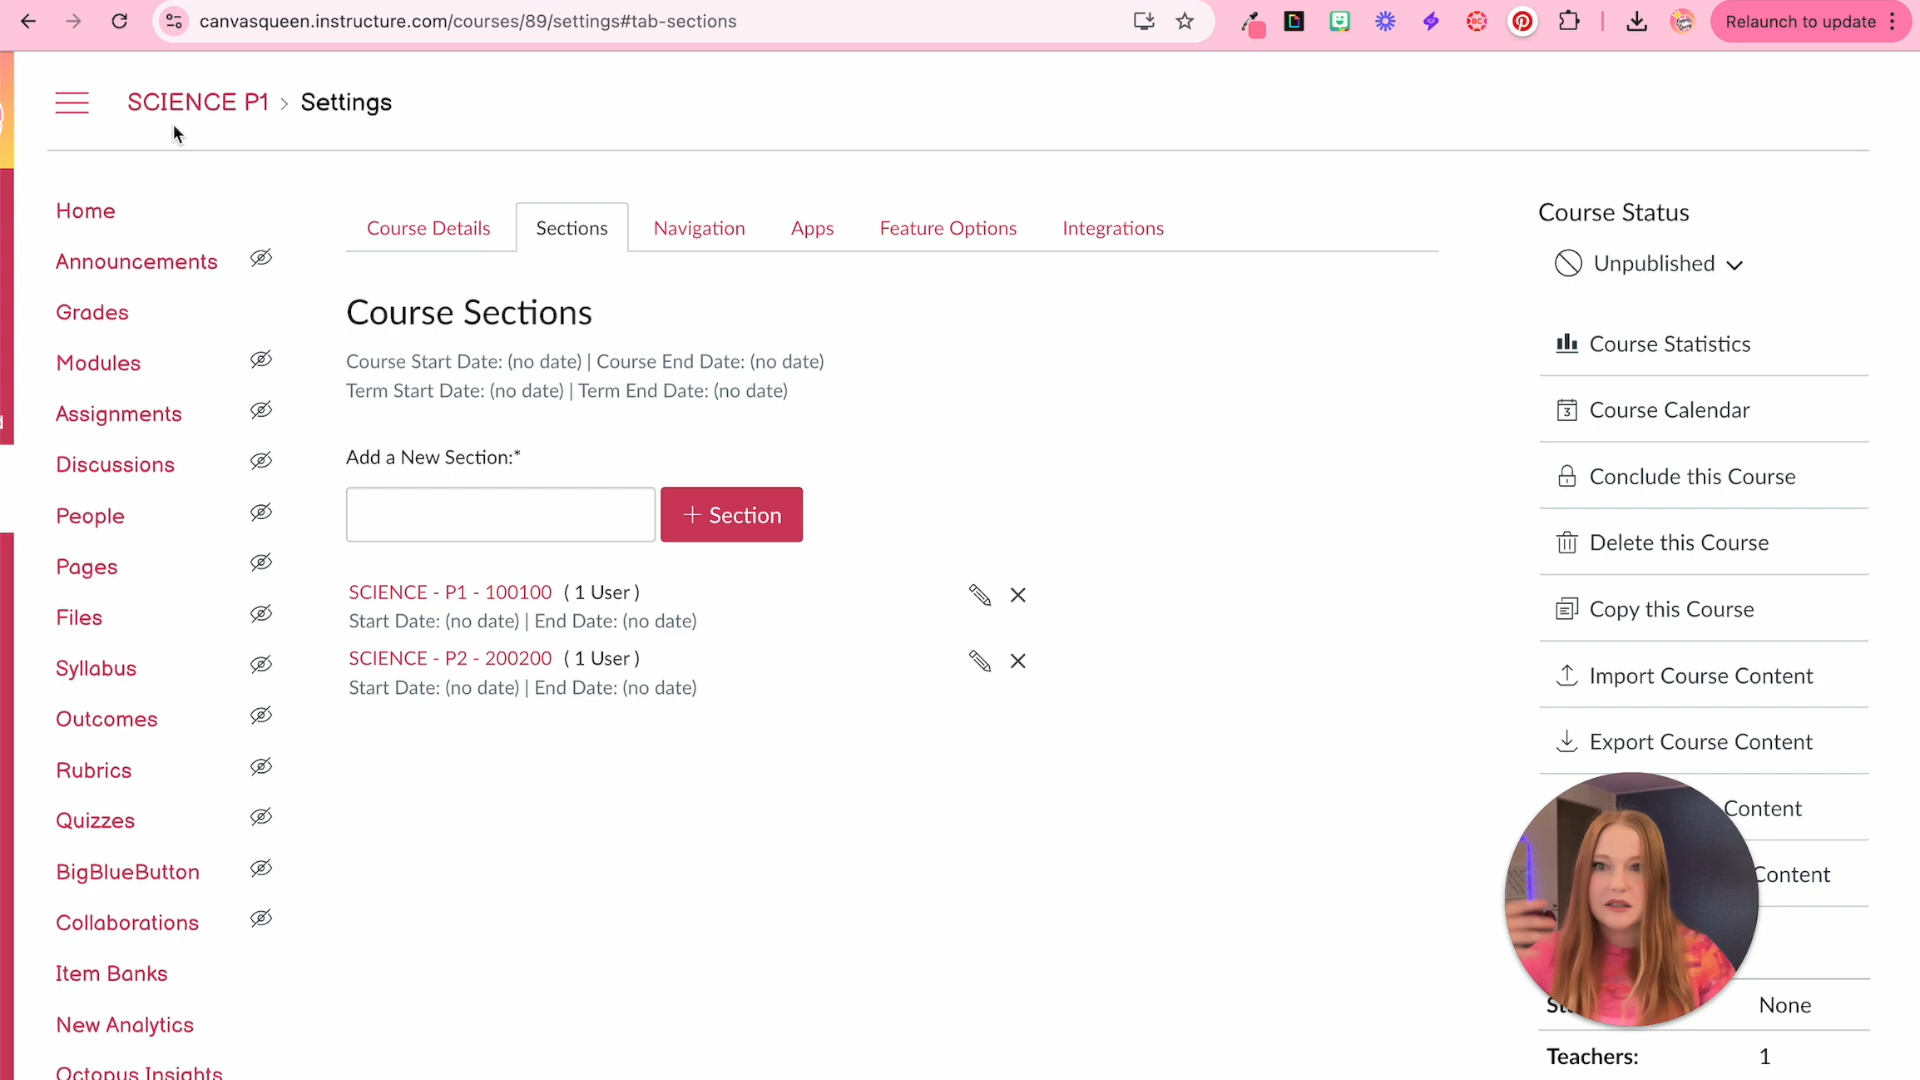 canvasqueen.instructure.com/courses/89/settings#tab-sections
Relaunch to update
SCIENCE P1 > Settings
Home
Announcements
Grades
Modules
Assignments
Discussions
People
Pages
Files
Syllabus
Outcomes
Rubrics
Quizzes
BigBlueButton
Collaborations
Item Banks
New Analytics
Octopus Insights
Course Details
Sections
Navigation
Apps
Feature Options
Integrations
Course Sections
Course Start Date: (no date) | Course End Date: (no date)
Term Start Date: (no date) | Term End Date: (no date)
Add a New Section:*
+ Section
SCIENCE - P1 - 100100 ( 1 User )
Start Date: (no date) | End Date: (no date)
SCIENCE - P2 - 200200 ( 1 User )
Start Date: (no date) | End Date: (no date)
Course Status
Unpublished
Course Statistics
3
Course Calendar
Conclude this Course
Delete this Course
Copy this Course
Import Course Content
Export Course Content
Content
Content
None
Teachers: 1